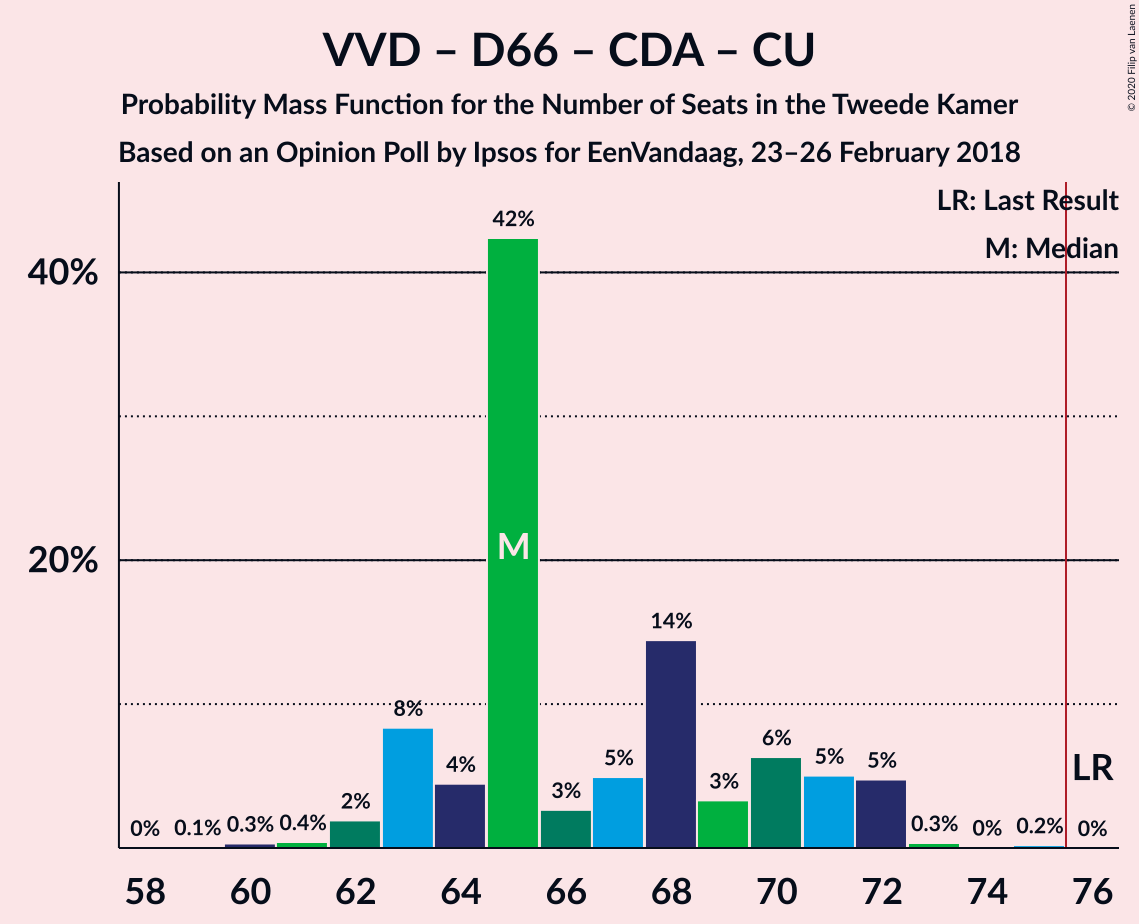 VVD – D66 – CDA – CU
Probability Mass Function for the Number of Seats in the Tweede Kamer
Based on an Opinion Poll by Ipsos for EenVandaag, 23–26 February 2018
© 2020 Filip van Laenen
LR: Last Result
M: Median
40%
20%
0% 0.1% 0.3% 0.4% 2% 8% 4% 42% 3% 5% 14% 3% 6% 5% 5% 0.3% 0% 0.2% 0%
M
LR
58 60 62 64 66 68 70 72 74 76